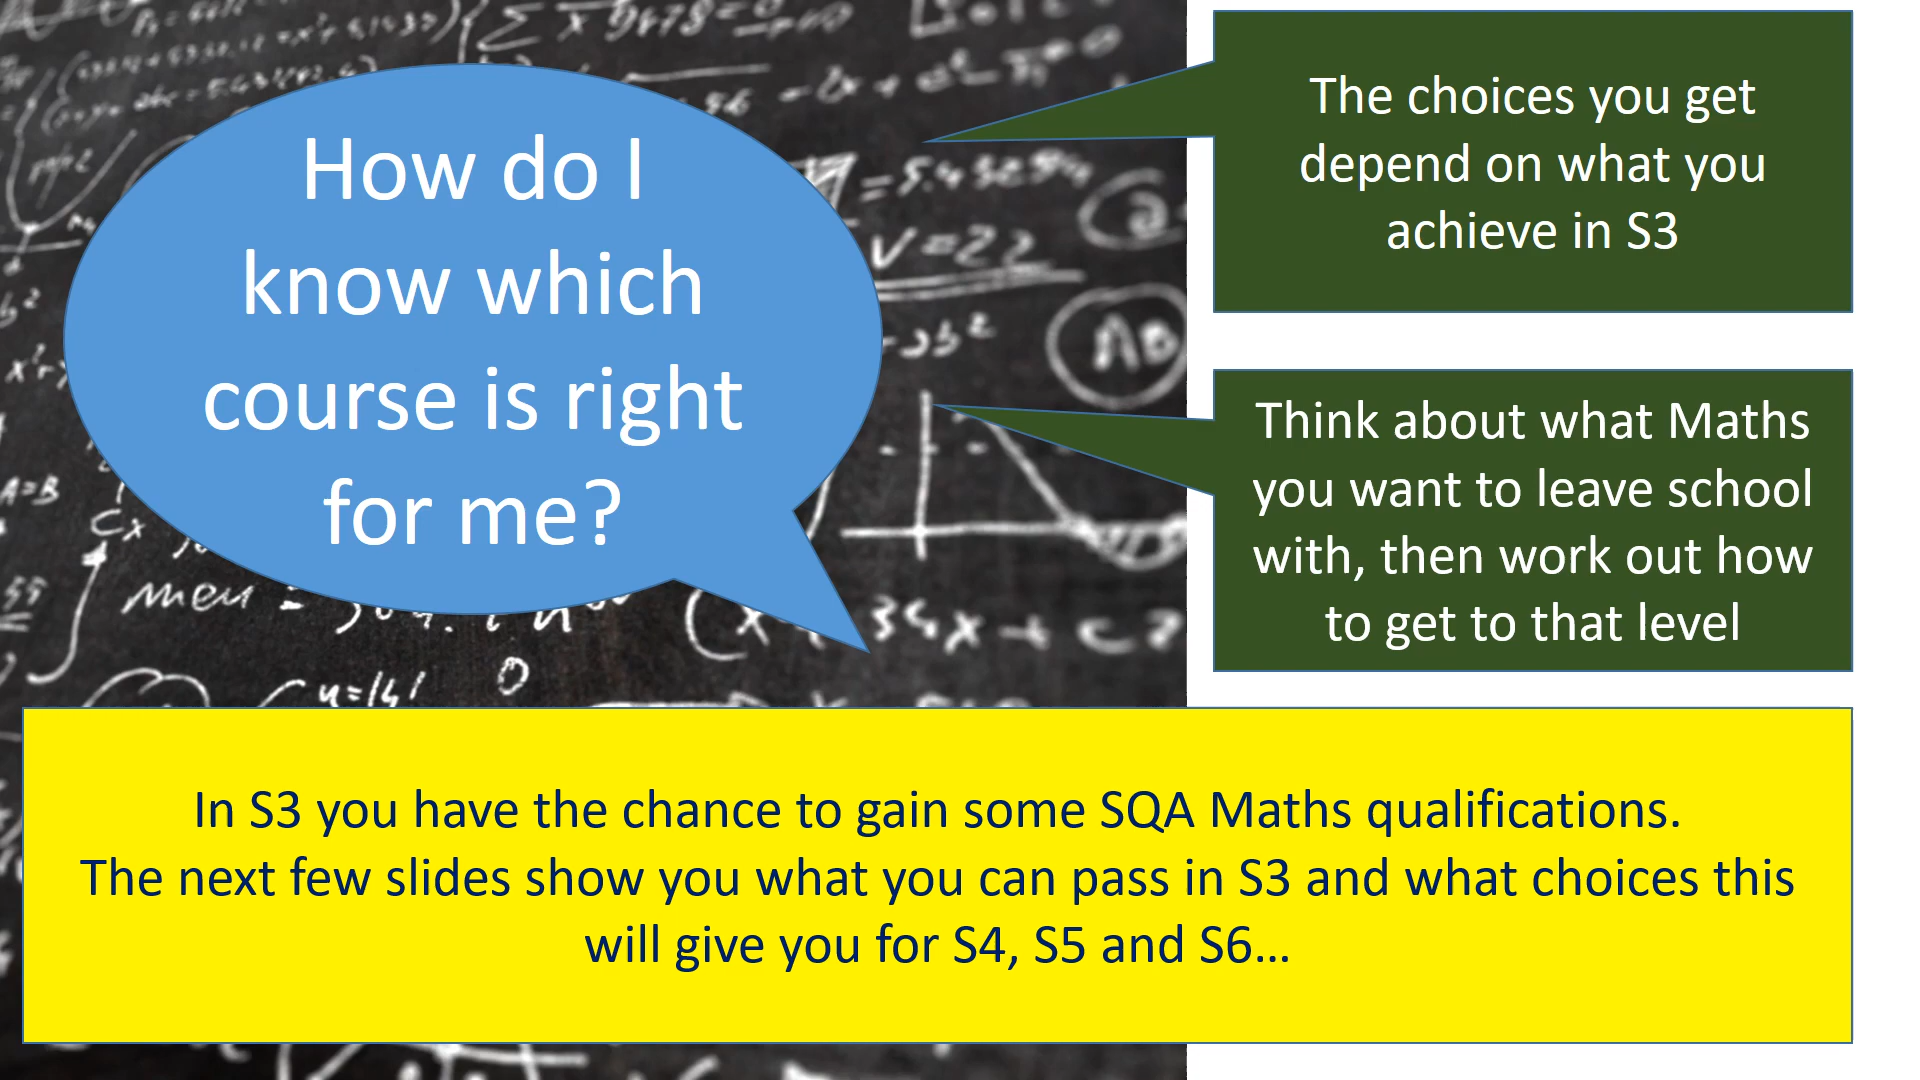 How do I
know which
course is right
for me?
The choices you get
depend on what you
achieve in S3
Think about what Maths
you want to leave school
with, then work out how
to get to that level
In S3 you have the chance to gain some SQA Maths qualifications.
The next few slides show you what you can pass in S3 and what choices this
will give you for S4, S5 and S6…
= 5.43294
V = 22
A=B